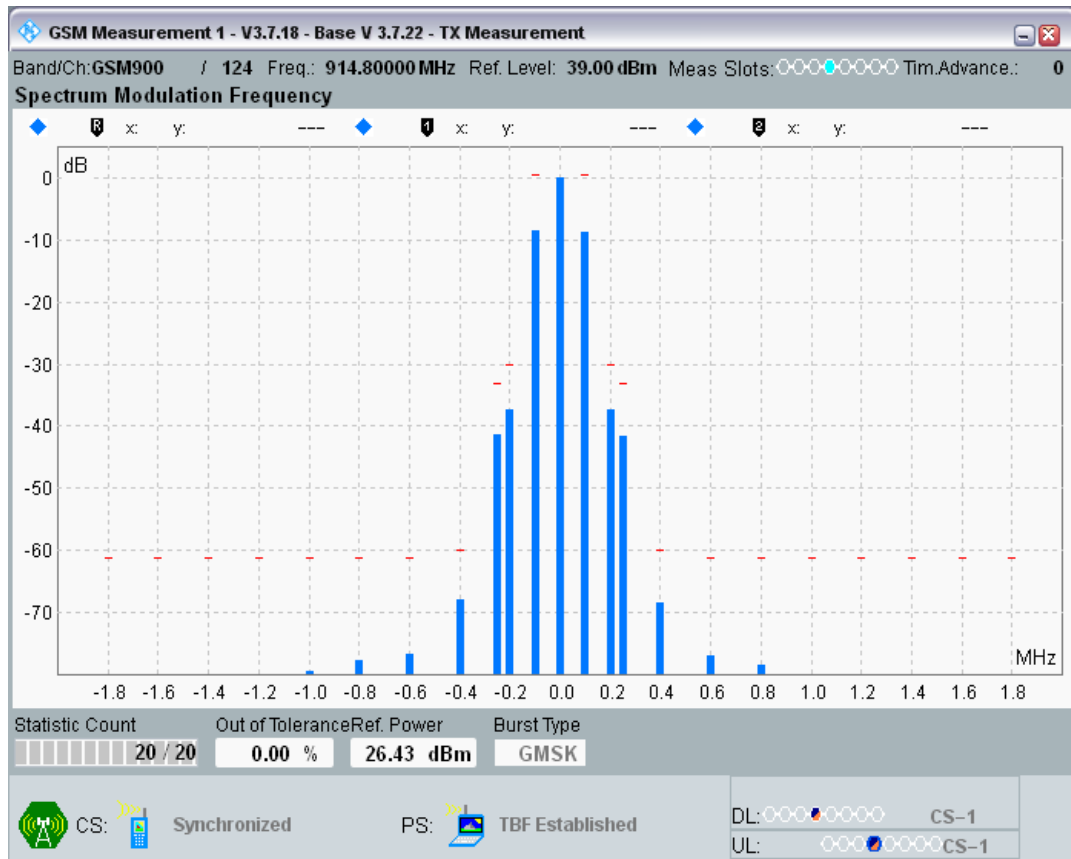 GSM Measurement 1 - V3.7.18 - Base V 3.7.22 - TX Measurement
Band/Ch:GSM900 / 124 Freq.: 914.80000 MHz Ref. Level: 39.00 dBm Meas Slots: Tim.Advance.: 0
Spectrum Modulation Frequency
R x: y: --- 1 x: y: --- 2 x: y: ---
dB
0
-10
-20
-30
-40
-50
-60
-70
MHz
-1.8 -1.6 -1.4 -1.2 -1.0 -0.8 -0.6 -0.4 -0.2 0.0 0.2 0.4 0.6 0.8 1.0 1.2 1.4 1.6 1.8
Statistic Count Out of Tolerance Ref. Power Burst Type
20 / 20 0.00 % 26.43 dBm GMSK
CS: Synchronized PS: TBF Established
DL: CS-1
UL: CS-1